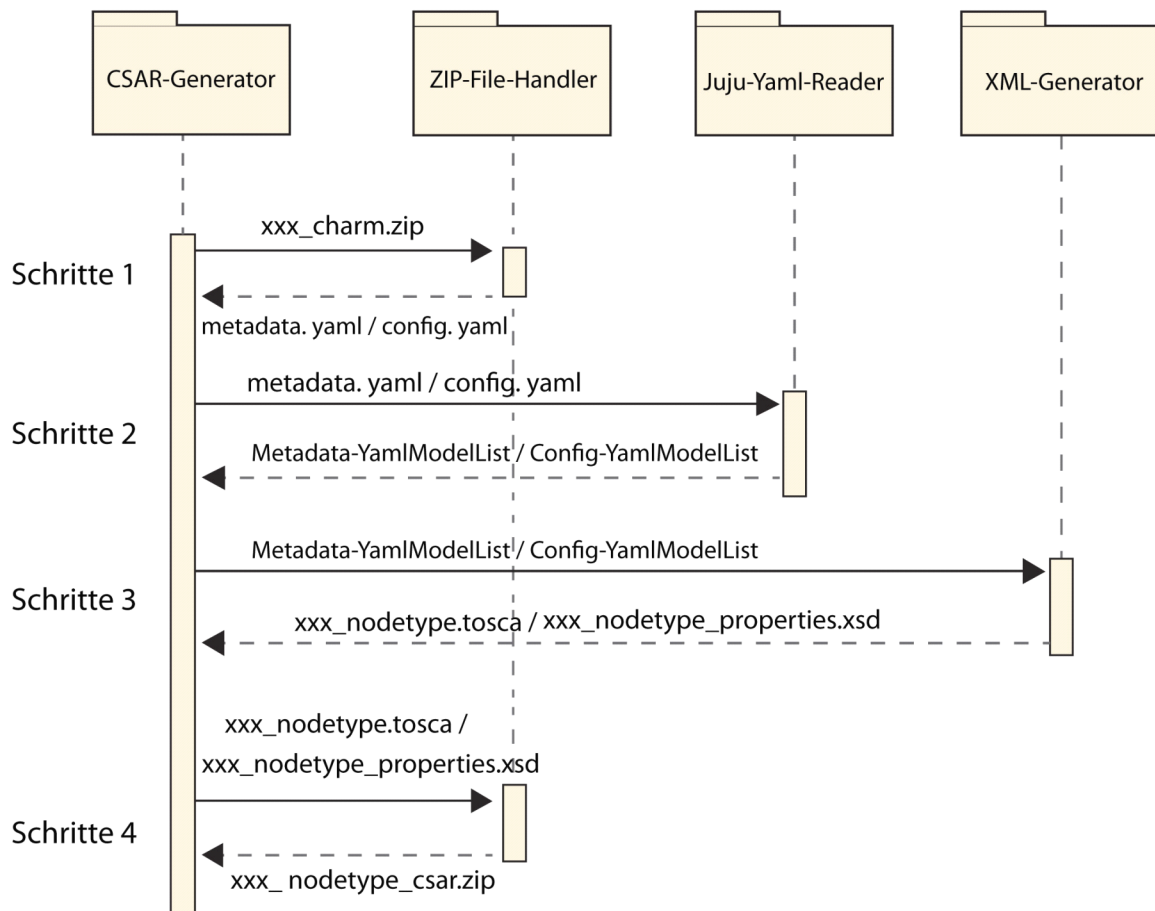 CSAR-Generator
ZIP-File-Handler
Juju-Yaml-Reader
XML-Generator
xxx_charm.zip
Schritte 1
metadata. yaml / config. yaml
metadata. yaml / config. yaml
Schritte 2
Metadata-YamlModelList / Config-YamlModelList
Metadata-YamlModelList / Config-YamlModelList
Schritte 3
xxx_nodetype.tosca / xxx_nodetype_properties.xsd
xxx_nodetype.tosca /
xxx_nodetype_properties.xsd
Schritte 4
xxx_ nodetype_csar.zip